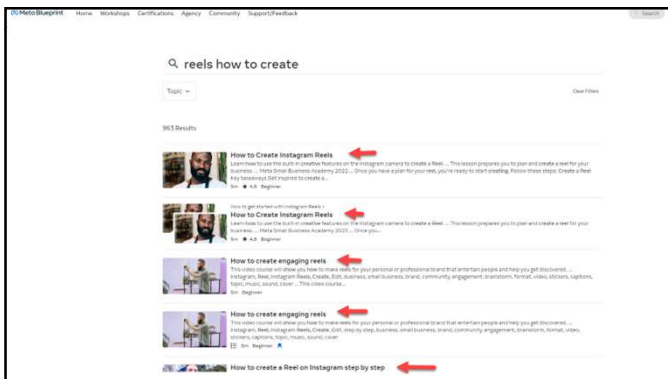 Meta Blueprint Home Workshops Certifications Agency Community Support/Feedback Search
reels how to create
Topic
Clear Filters
963 Results
How to Create Instagram Reels
Learn how to use the built-in creative features on the Instagram camera to create a Reel. ... This lesson prepares you to plan and create a reel for your
business. ... Meta Small Business Academy 2022 ... Once you have a plan for your reel, you're ready to start creating. Follow these steps: Create a Reel
Key takeaways Get inspired to create a...
5m ★ 4.8 Beginner
How to get started with Instagram Reels >
How to Create Instagram Reels
Learn how to use the built-in creative features on the Instagram camera to create a Reel. ... This lesson prepares you to plan and create a reel for your
business. ... Meta Small Business Academy 2022 ... Once you...
5m ★ 4.8 Beginner
How to create engaging reels
This video course will show you how to make reels for your personal or professional brand that entertain people and help you get discovered. ...
Instagram, Reel, Instagram Reels, Create, Edit, business, small business, brand, community, engagement, brainstorm, format, video, stickers, captions,
topic, music, sound, cover ... This video course...
5m Beginner
How to create engaging reels
This video course will show you how to make reels for your personal or professional brand that entertain people and help you get discovered. ...
Instagram, Reel, Instagram Reels, Create, Edit, step by step, business, small business, brand, community, engagement, brainstorm, format, video,
stickers, captions, topic, music, sound, cover
5m Beginner
How to create a Reel on Instagram step by step